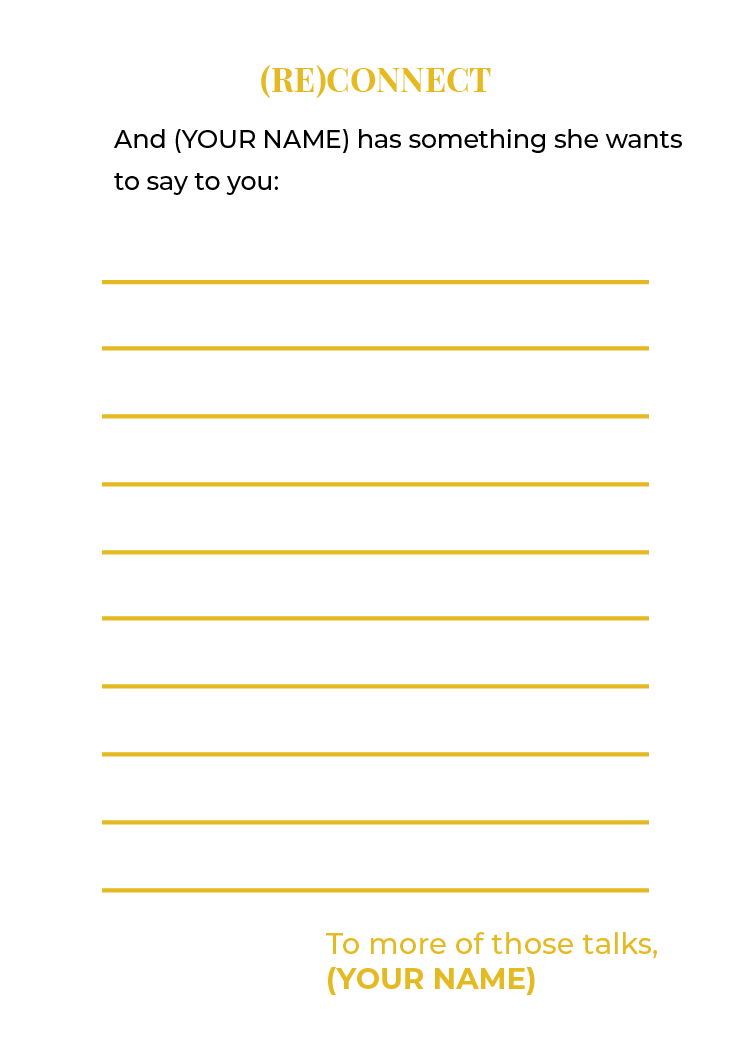 (RE)CONNECT
And (YOUR NAME) has something she wants
to say to you:
To more of those talks,
(YOUR NAME)